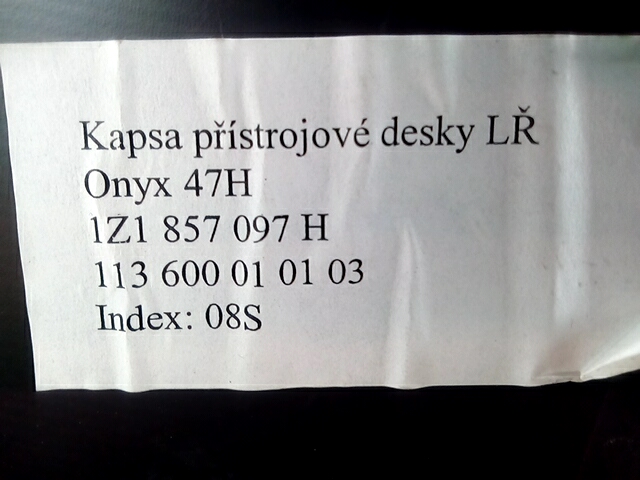 Kapsa přístrojové desky LŘ
Onyx 47H
1Z1 857 097 H
113 600 01 01 03
Index: 08S